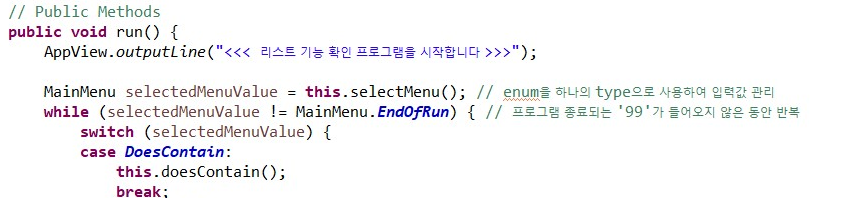 // Public Methods
public void run() {
AppView.outputLine("<<< 리스트 기능 확인 프로그램을 시작합니다 >>>");
MainMenu selectedMenuValue = this.selectMenu(); // enum을 하나의 type으로 사용하여 입력값 관리
while (selectedMenuValue != MainMenu.EndOfRun) { // 프로그램 종료되는 '99'가 들어오지 않은 동안 반복
switch (selectedMenuValue) {
case DoesContain:
this.doesContain();
break;